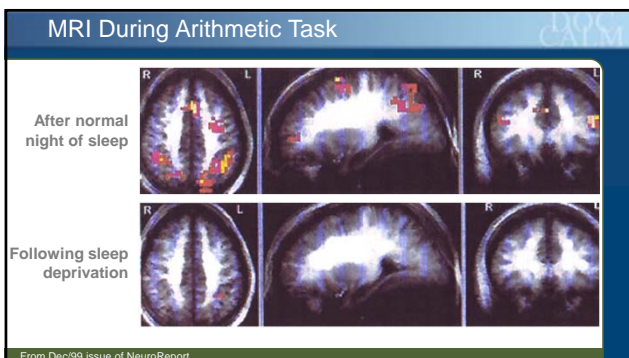 MRI During Arithmetic Task
DOC
CALM
R L
R
L
After normal
night of sleep
R L
R
L
Following sleep
deprivation
From Dec/99 issue of NeuroReport